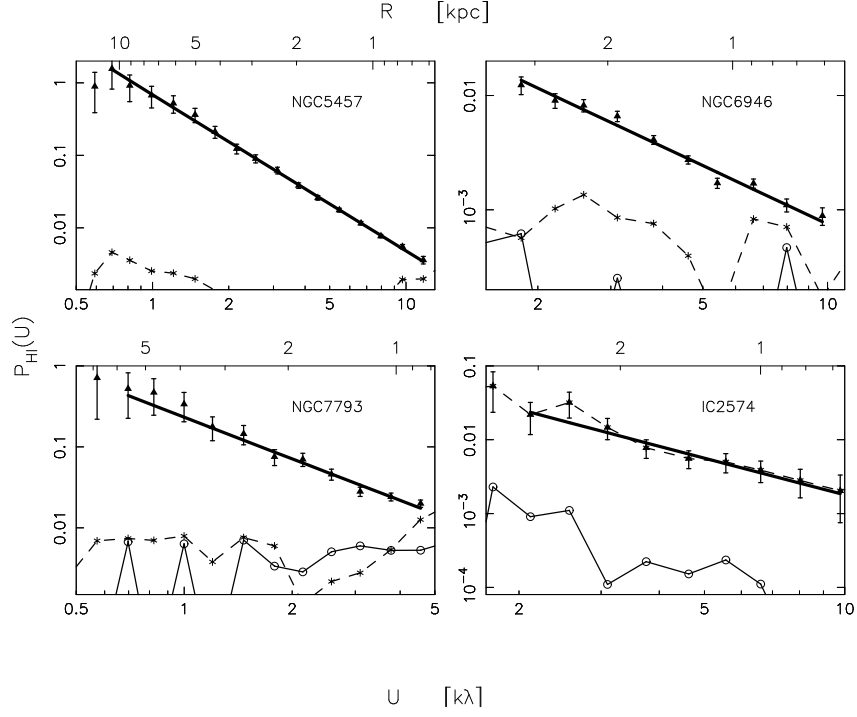 R [kpc]
10 5 2 1
2 1
1
0.1
0.01
NGC5457
0.01
10⁻³
NGC6946
0.5 1 2 5 10
2 5 10
P_HI(U)
5 2 1
2 1
1
0.1
0.01
NGC7793
0.1
0.01
10⁻³
10⁻⁴
IC2574
0.5 1 2 5
2 5 10
U [kλ]